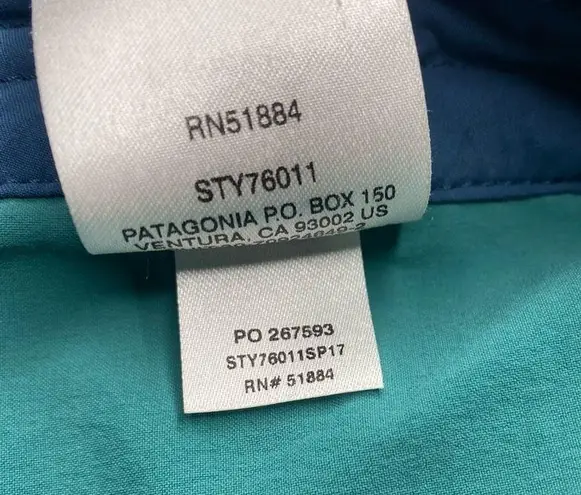 RN51884
STY76011
PATAGONIA P.O. BOX 150
VENTURA, CA 93002 US
PO 267593
STY76011SP17
RN# 51884